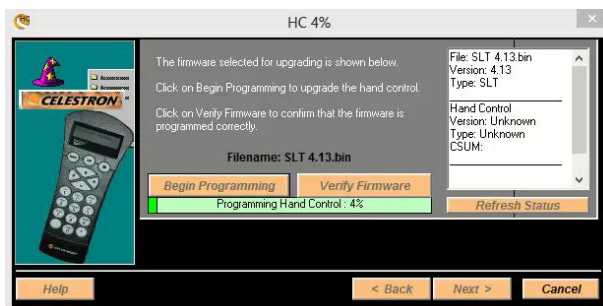 HC 4%
The firmware selected for upgrading is shown below.
Click on Begin Programming to upgrade the hand control.
Click on Verify Firmware to confirm that the firmware is
programmed correctly.
Filename: SLT 4.13.bin
Begin Programming
Verify Firmware
Programming Hand Control : 4%
File: SLT 4.13.bin
Version: 4.13
Type: SLT
Hand Control
Version: Unknown
Type: Unknown
CSUM:
Refresh Status
CELESTRON
Help
< Back
Next >
Cancel